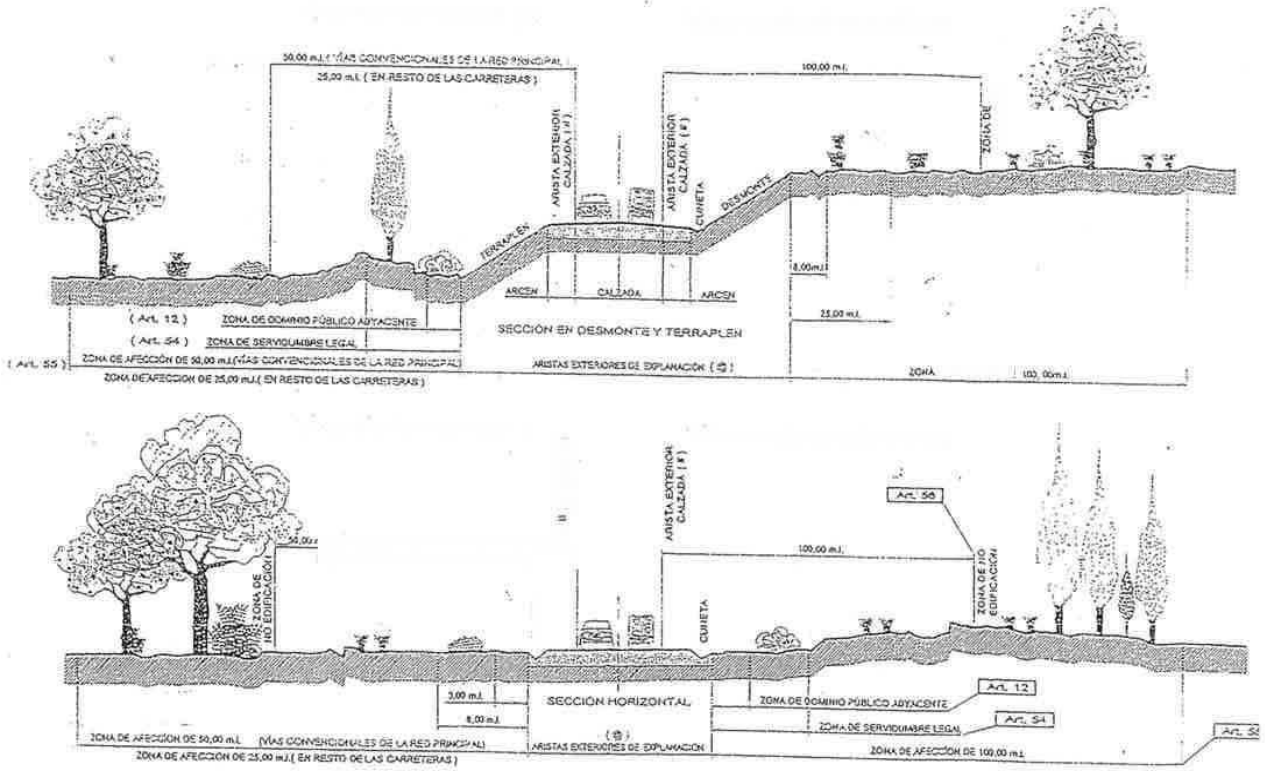 50,00 m.l. ( VÍAS CONVENCIONALES DE LA RED PRINCIPAL )
25,00 m.l. ( EN RESTO DE LAS CARRETERAS )
100,00 m.l.
ARISTA EXTERIOR
CALZADA ( # )
ARISTA EXTERIOR
CALZADA ( # )
CUNETA
ZONA DE
TERRAPLEN
DESMONTE
8,00 m.l.
ARCEN
CALZADA
ARCEN
25,00 m.l.
( Art. 12 )
ZONA DE DOMINIO PÚBLICO ADYACENTE
SECCIÓN EN DESMONTE Y TERRAPLEN
( Art. 54 )
ZONA DE SERVIDUMBRE LEGAL
( Art. 55 )
ZONA DE AFECCIÓN DE 50,00 m.l. (VÍAS CONVENCIONALES DE LA RED PRINCIPAL)
ARISTAS EXTERIORES DE EXPLANACIÓN
ZONA
100,00 m.l.
ZONA DE AFECCIÓN DE 25,00 m.l. ( EN RESTO DE LAS CARRETERAS )
ARISTA EXTERIOR
CALZADA ( # )
Art. 56
50,00
100,00 m.l.
ZONA DE
NO EDIFICACIÓN
CUNETA
ZONA DE NO
EDIFICACIÓN
3,00 m.l.
SECCIÓN HORIZONTAL
ZONA DE DOMINIO PÚBLICO ADYACENTE
Art. 12
8,00 m.l.
ZONA DE SERVIDUMBRE LEGAL
Art. 54
ZONA DE AFECCIÓN DE 50,00 m.l. (VÍAS CONVENCIONALES DE LA RED PRINCIPAL)
ARISTAS EXTERIORES DE EXPLANACIÓN
ZONA DE AFECCIÓN DE 100,00 m.l.
Art.
ZONA DE AFECCIÓN DE 25,00 m.l. ( EN RESTO DE LAS CARRETERAS )